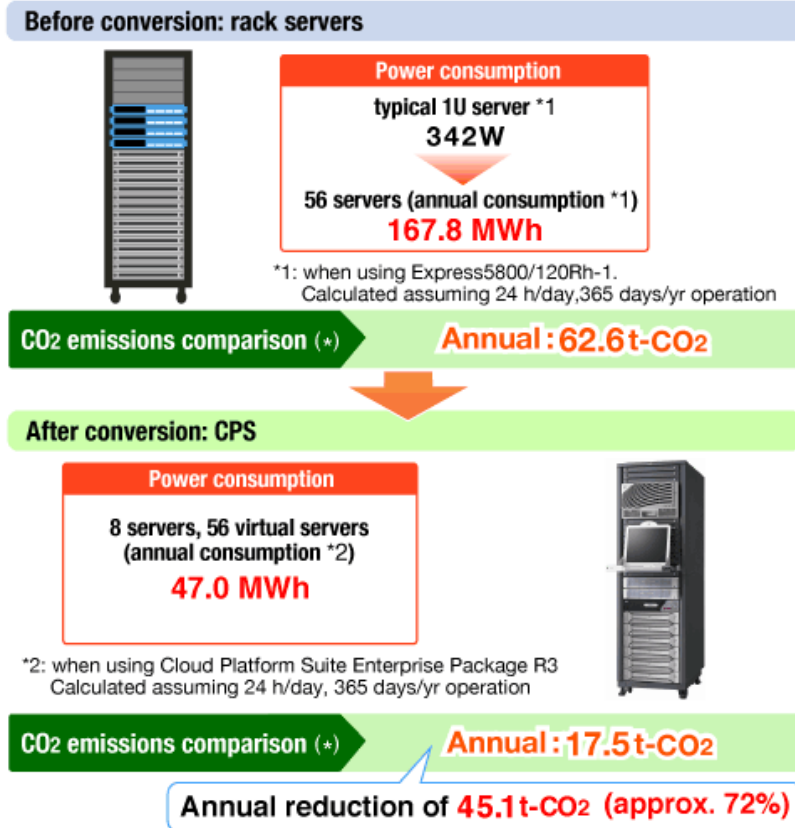 Before conversion: rack servers
Power consumption
typical 1U server *1
342W
56 servers (annual consumption *1)
167.8 MWh
*1: when using Express5800/120Rh-1.
Calculated assuming 24 h/day,365 days/yr operation
CO2 emissions comparison (*)
Annual : 62.6t-CO2
After conversion: CPS
Power consumption
8 servers, 56 virtual servers
(annual consumption *2)
47.0 MWh
*2: when using Cloud Platform Suite Enterprise Package R3
Calculated assuming 24 h/day, 365 days/yr operation
CO2 emissions comparison (*)
Annual : 17.5t-CO2
Annual reduction of 45.1t-CO2 (approx. 72%)